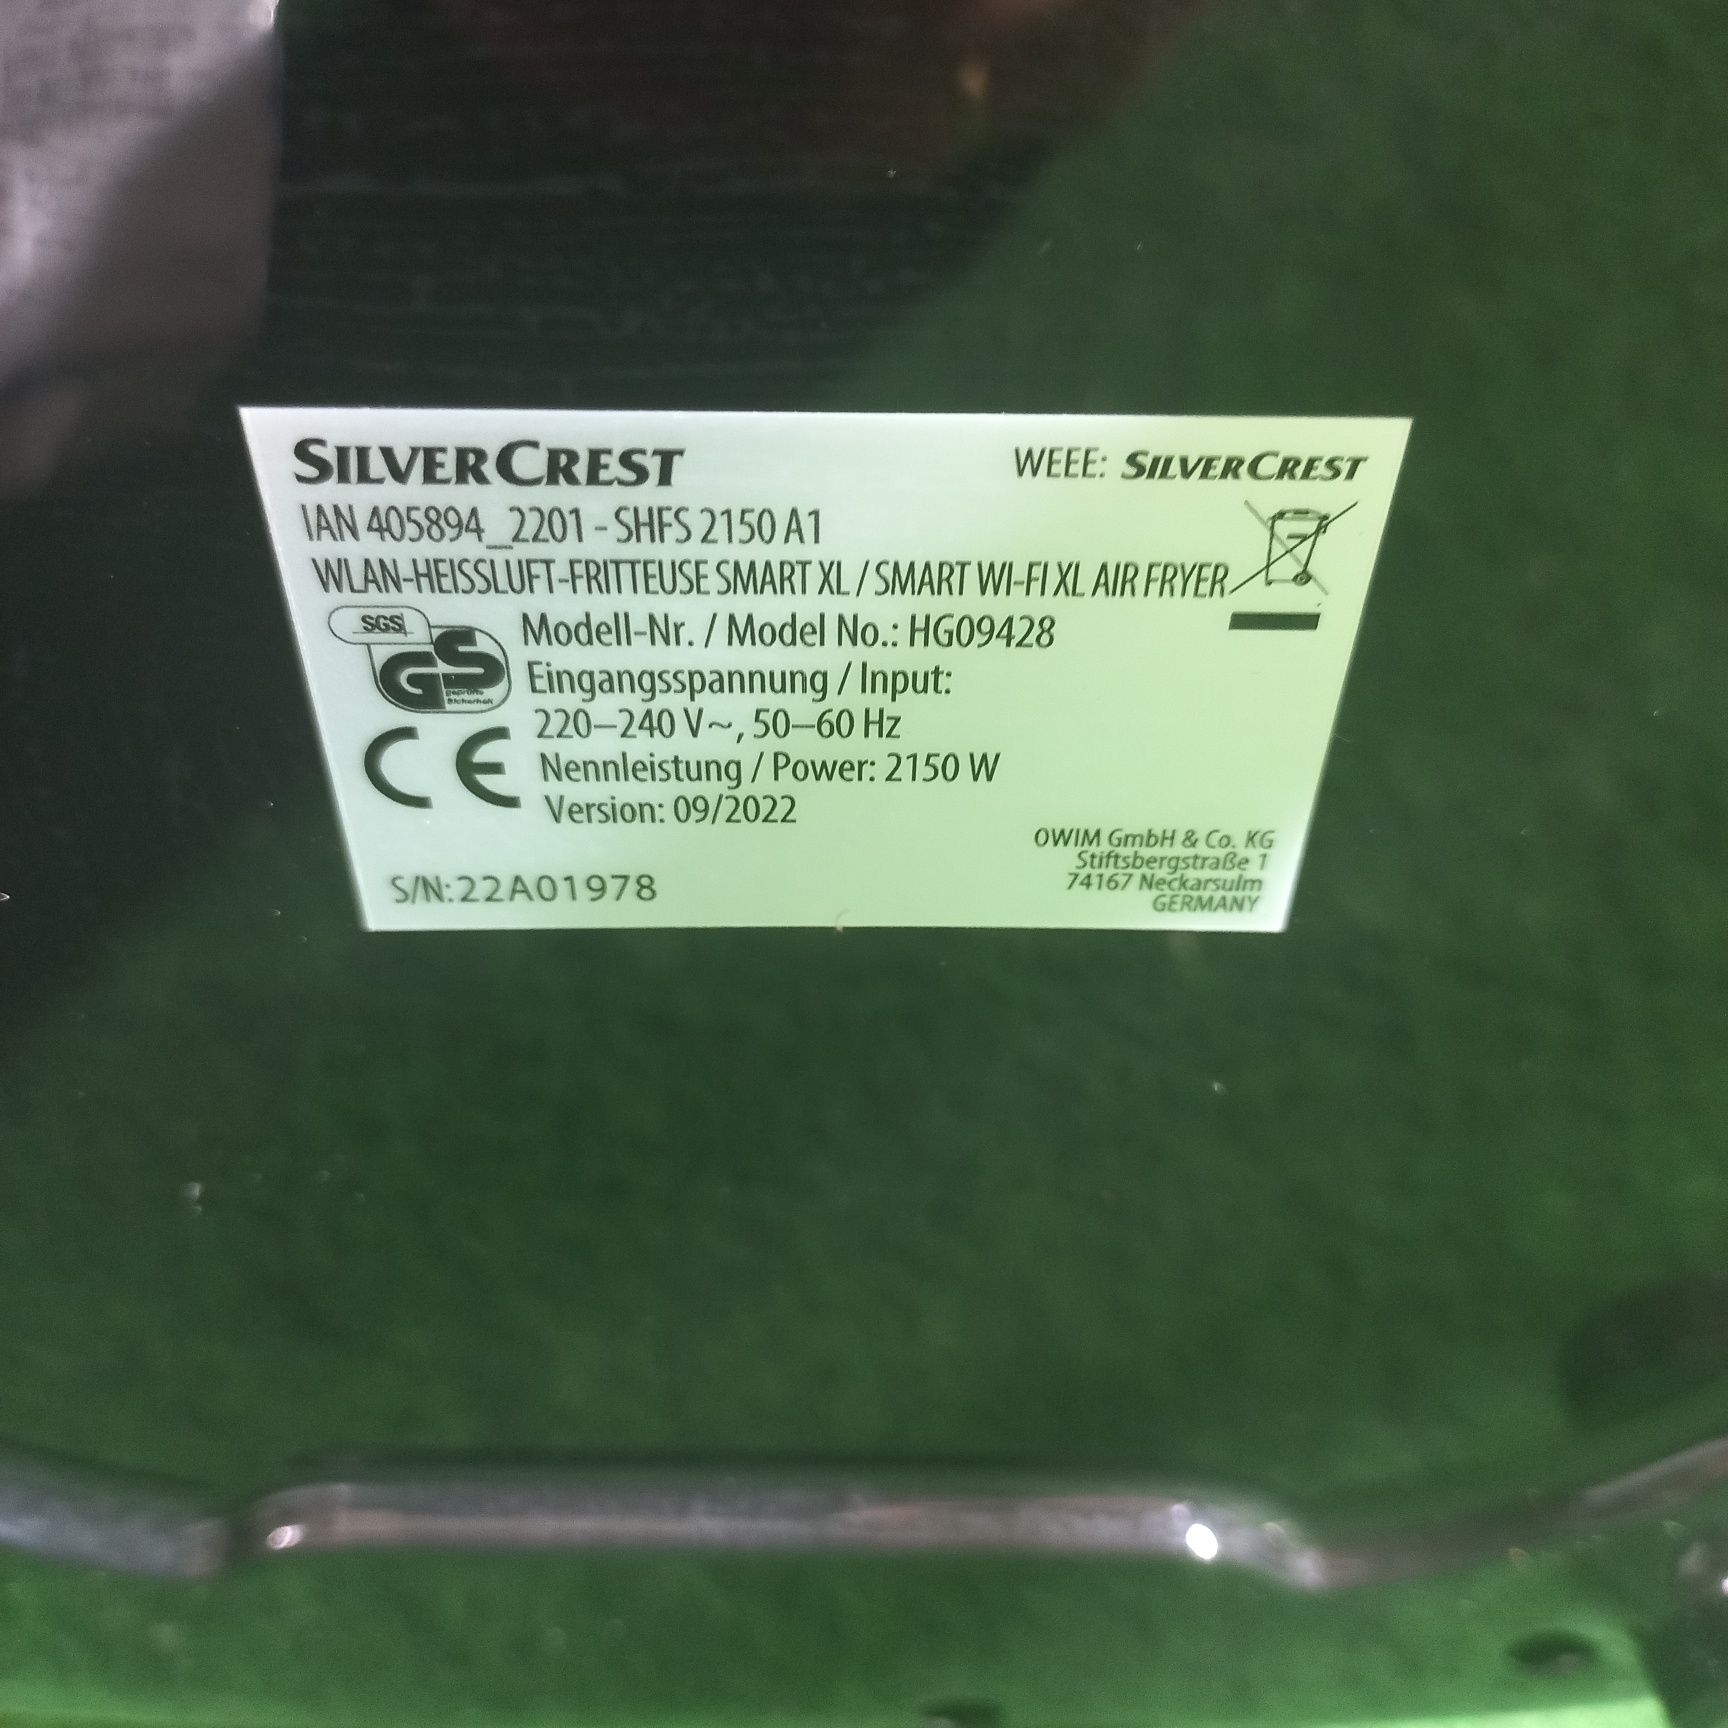 SILVERCREST
WEEE: SILVERCREST
IAN 405894_2201 - SHFS 2150 A1
WLAN-HEISSLUFT-FRITTEUSE SMART XL / SMART WI-FI XL AIR FRYER
SGS
GS
geprüfte
Sicherheit
Modell-Nr. / Model No.: HG09428
Eingangsspannung / Input:
220–240 V~, 50–60 Hz
CE
Nennleistung / Power: 2150 W
Version: 09/2022
S/N:22A01978
OWIM GmbH & Co. KG
Stiftsbergstraße 1
74167 Neckarsulm
GERMANY